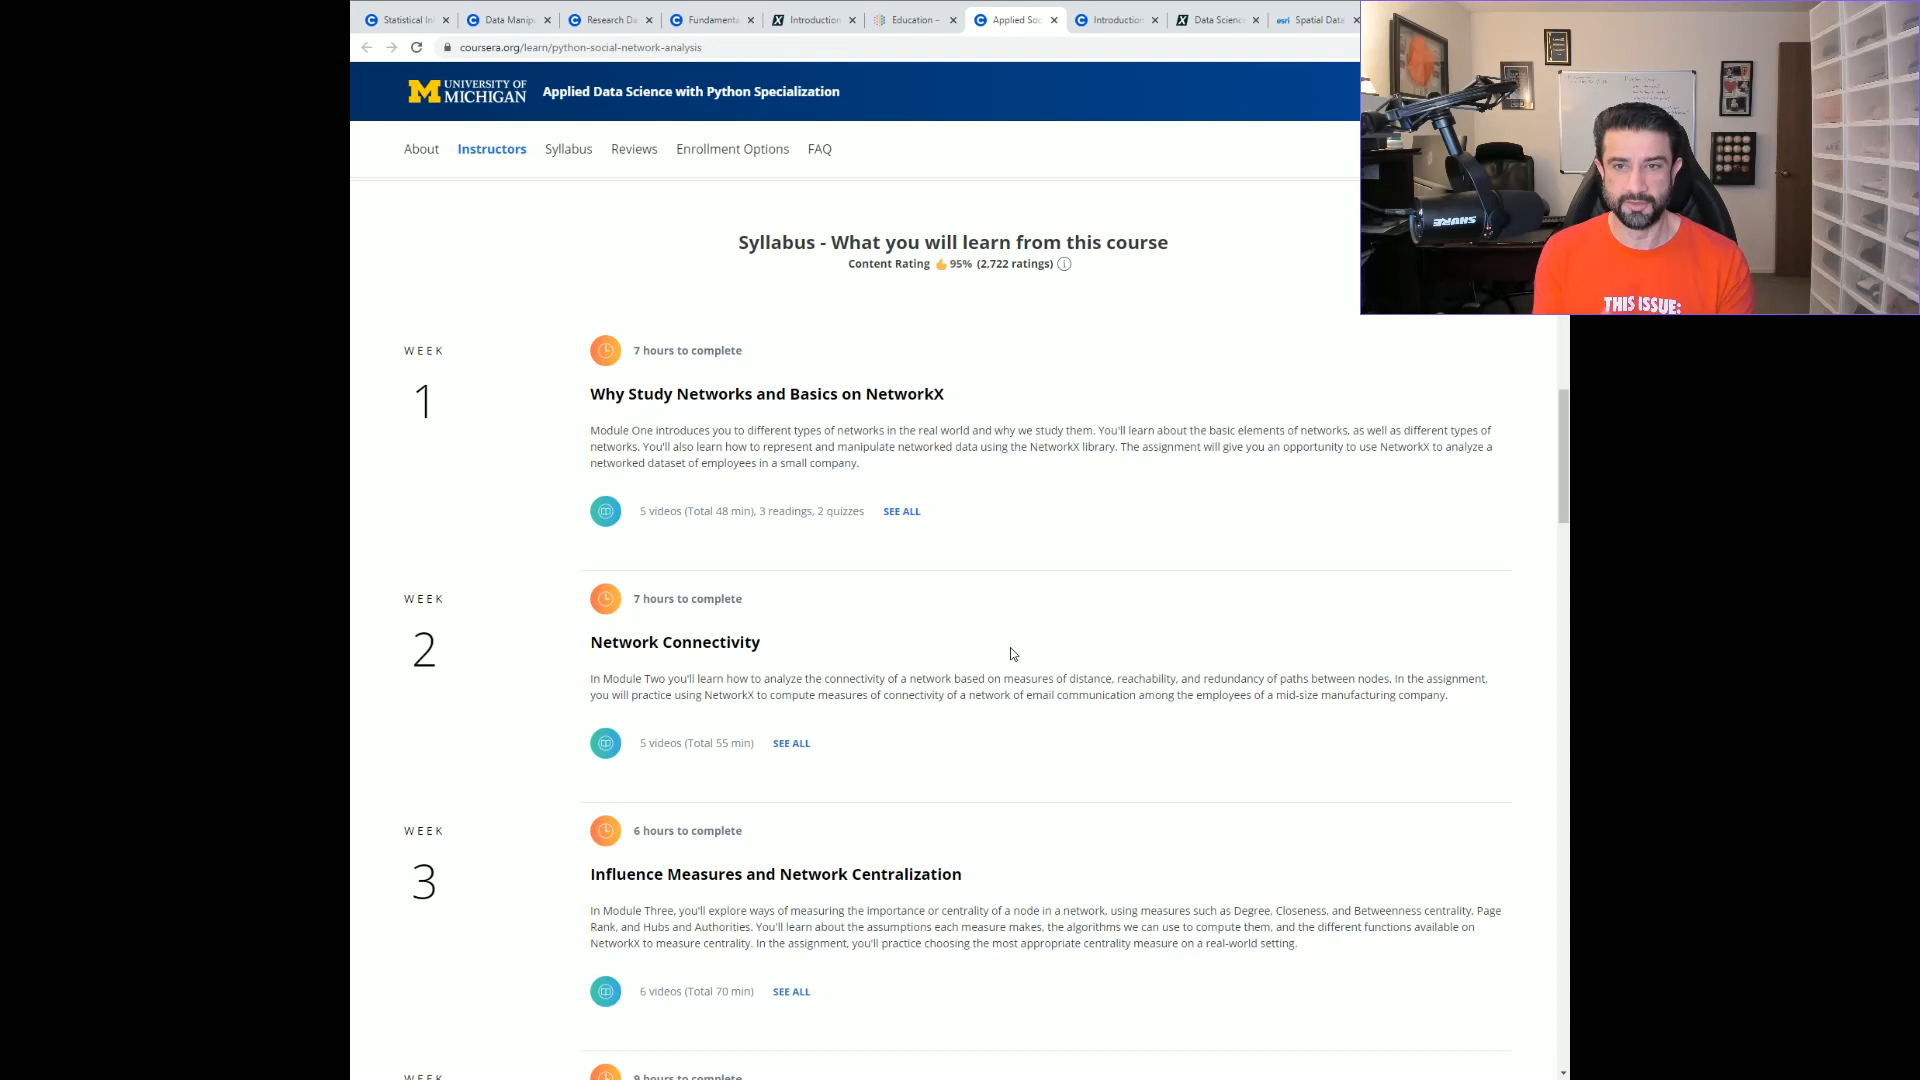 Statistical In
Data Manip
Research Da
Fundamenta
Introduction
Education –
Applied Soc
Introduction
Data Scienc
esri Spatial Data
coursera.org/learn/python-social-network-analysis
M UNIVERSITY OF MICHIGAN
Applied Data Science with Python Specialization
About Instructors Syllabus Reviews Enrollment Options FAQ
SHURE
THIS ISSUE:
Syllabus - What you will learn from this course
Content Rating 95% (2,722 ratings)
WEEK
1
7 hours to complete
Why Study Networks and Basics on NetworkX
Module One introduces you to different types of networks in the real world and why we study them. You'll learn about the basic elements of networks, as well as different types of
networks. You'll also learn how to represent and manipulate networked data using the NetworkX library. The assignment will give you an opportunity to use NetworkX to analyze a
networked dataset of employees in a small company.
5 videos (Total 48 min), 3 readings, 2 quizzes SEE ALL
WEEK
2
7 hours to complete
Network Connectivity
In Module Two you'll learn how to analyze the connectivity of a network based on measures of distance, reachability, and redundancy of paths between nodes. In the assignment,
you will practice using NetworkX to compute measures of connectivity of a network of email communication among the employees of a mid-size manufacturing company.
5 videos (Total 55 min) SEE ALL
WEEK
3
6 hours to complete
Influence Measures and Network Centralization
In Module Three, you'll explore ways of measuring the importance or centrality of a node in a network, using measures such as Degree, Closeness, and Betweenness centrality, Page
Rank, and Hubs and Authorities. You'll learn about the assumptions each measure makes, the algorithms we can use to compute them, and the different functions available on
NetworkX to measure centrality. In the assignment, you'll practice choosing the most appropriate centrality measure on a real-world setting.
6 videos (Total 70 min) SEE ALL
WEEK
9 hours to complete